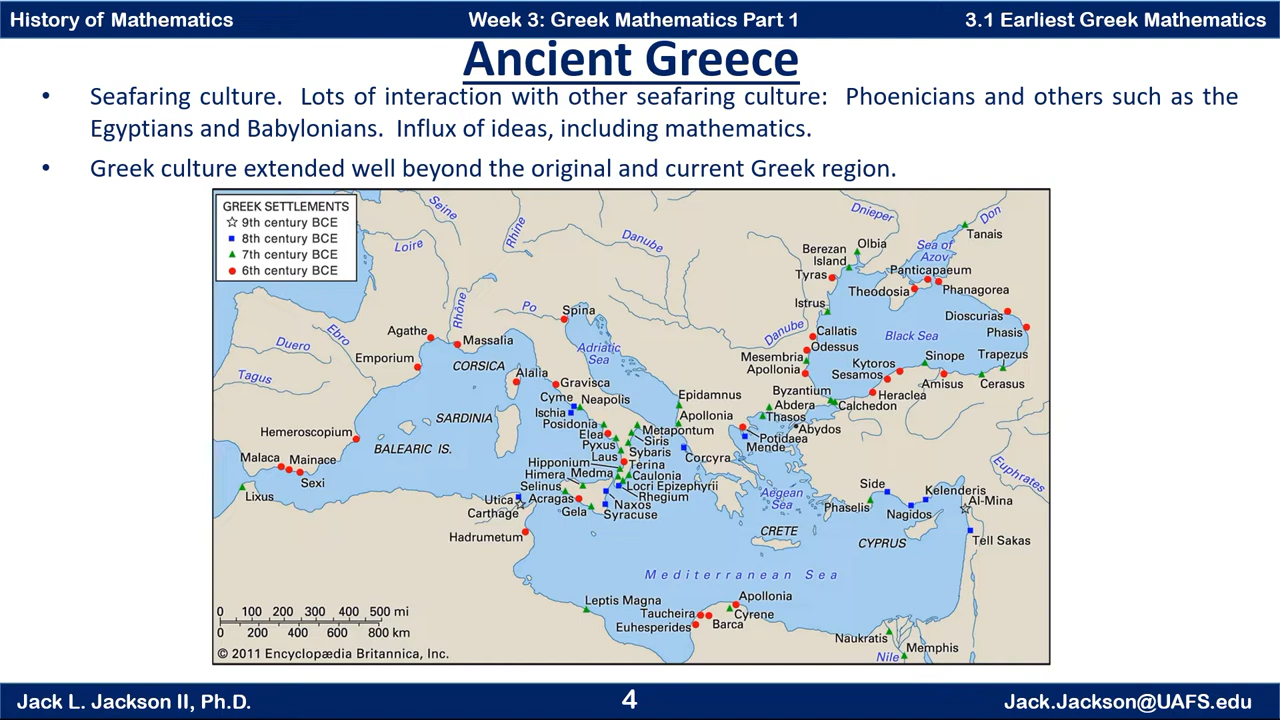 History of Mathematics
Week 3: Greek Mathematics Part 1
3.1 Earliest Greek Mathematics
Ancient Greece
• Seafaring culture. Lots of interaction with other seafaring culture: Phoenicians and others such as the
Egyptians and Babylonians. Influx of ideas, including mathematics.
• Greek culture extended well beyond the original and current Greek region.
GREEK SETTLEMENTS
9th century BCE
8th century BCE
7th century BCE
6th century BCE
Seine
Loire
Rhine
Danube
Dnieper
Don
Tanais
Olbia
Berezan
Island
Sea of
Azov
Tyras
Panticapaeum
Theodosia
Phanagorea
Istrus
Dioscurias
Phasis
Danube
Callatis
Odessus
Black Sea
Mesembria
Apollonia
Kytoros
Sesamos
Sinope
Trapezus
Amisus
Cerasus
Byzantium
Heraclea
Calchedon
Abdera
Thasos
Abydos
Potidaea
Mende
Po
Spina
Rhône
Agathe
Massalia
Ebro
Duero
Emporium
Tagus
CORSICA
Alalia
Adriatic
Sea
Gravisca
Cyme
Neapolis
Ischia
Posidonia
Elea
Pyxus
Laus
Epidamnus
Apollonia
Metapontum
Siris
Sybaris
Corcyra
Terina
Hipponium
Medma
Caulonia
Locri Epizephyrii
Himera
Selinus
Rhegium
Utica
Acragas
Naxos
Carthage
Gela
Syracuse
Hadrumetum
SARDINIA
BALEARIC IS.
Hemeroscopium
Malaca
Mainace
Sexi
Lixus
Aegean
Sea
CRETE
Side
Kelenderis
Phaselis
Nagidos
Al-Mina
Euphrates
CYPRUS
Tell Sakas
Mediterranean Sea
Leptis Magna
Apollonia
Taucheira
Cyrene
Euhesperides
Barca
Naukratis
Memphis
Nile
0 100 200 300 400 500 mi
0 200 400 600 800 km
© 2011 Encyclopædia Britannica, Inc.
Jack L. Jackson II, Ph.D.
4
Jack.Jackson@UAFS.edu